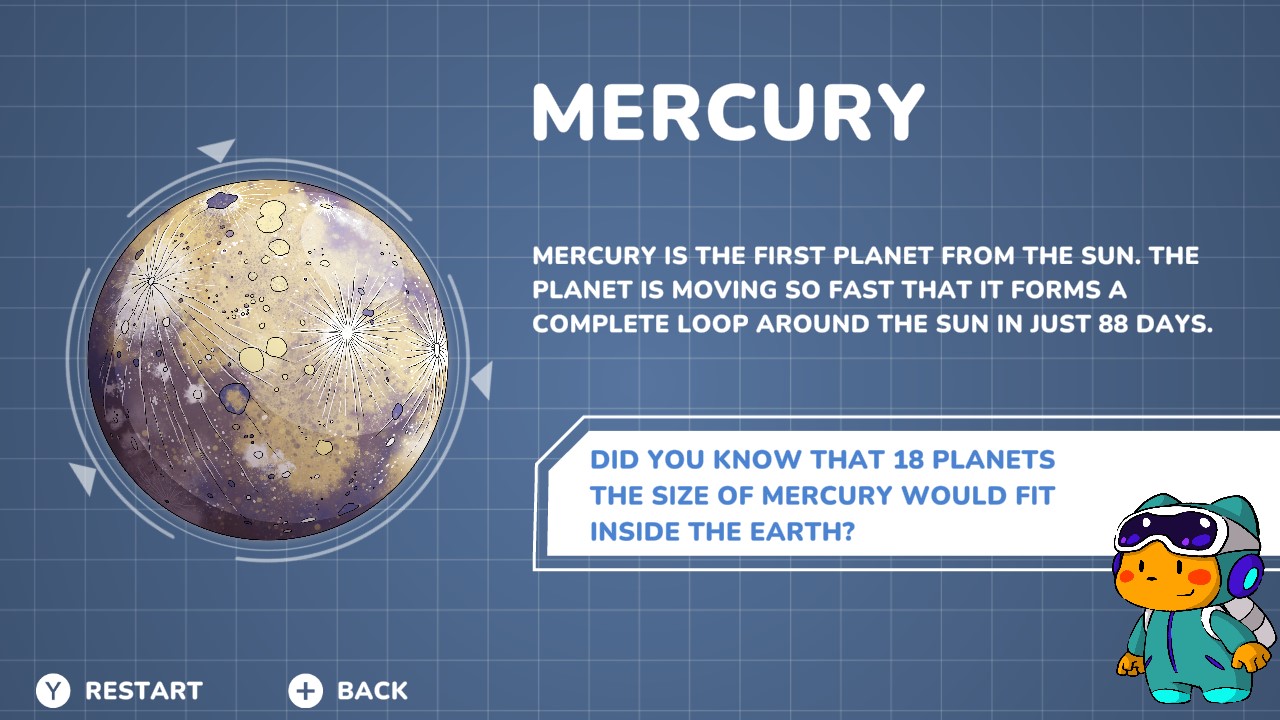 MERCURY
MERCURY IS THE FIRST PLANET FROM THE SUN. THE
PLANET IS MOVING SO FAST THAT IT FORMS A
COMPLETE LOOP AROUND THE SUN IN JUST 88 DAYS.
DID YOU KNOW THAT 18 PLANETS
THE SIZE OF MERCURY WOULD FIT
INSIDE THE EARTH?
Y RESTART + BACK